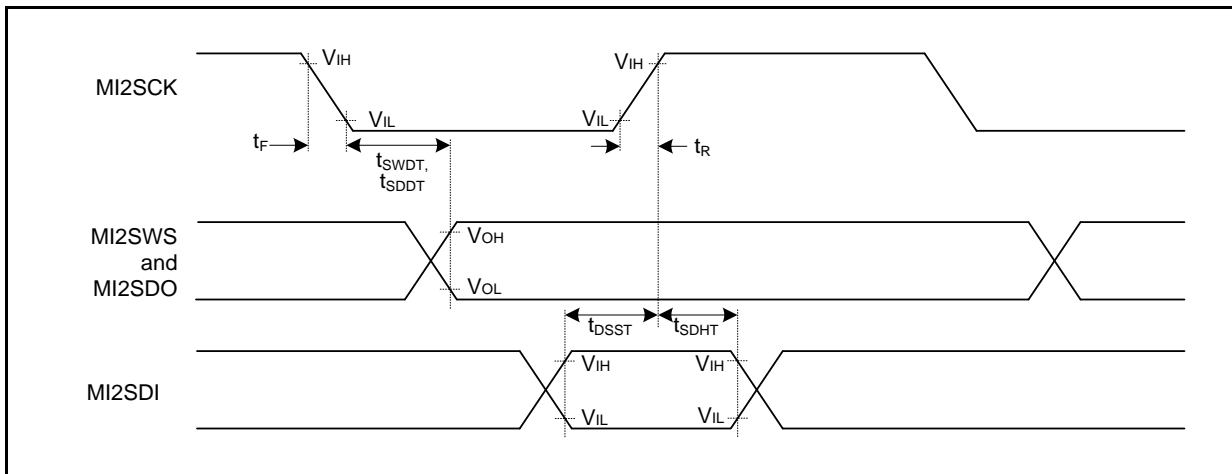 VIH
VIH
MI2SCK
VIL
VIL
tF
tSWDT,
tSDDT
tR
MI2SWS
and
MI2SDO
VOH
VOL
tDSST
tSDHT
VIH
VIH
MI2SDI
VIL
VIL